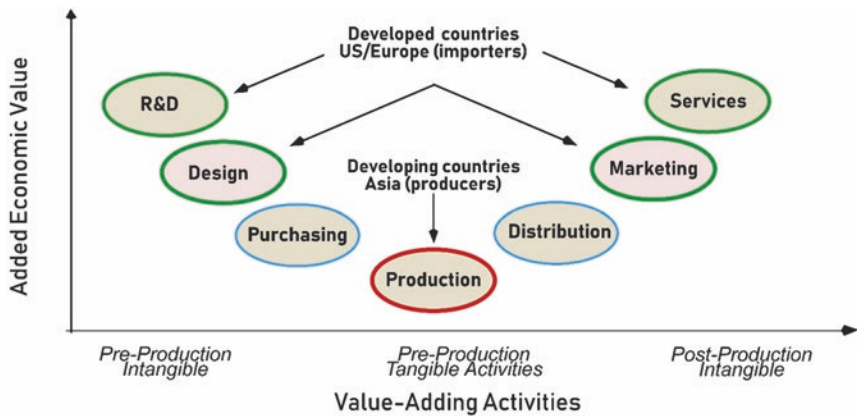 Developed countries
US/Europe (importers)
R&D
Services
Design
Developing countries
Asia (producers)
Marketing
Purchasing
Distribution
Production
Added Economic Value
Pre-Production
Intangible
Pre-Production
Tangible Activities
Post-Production
Intangible
Value-Adding Activities